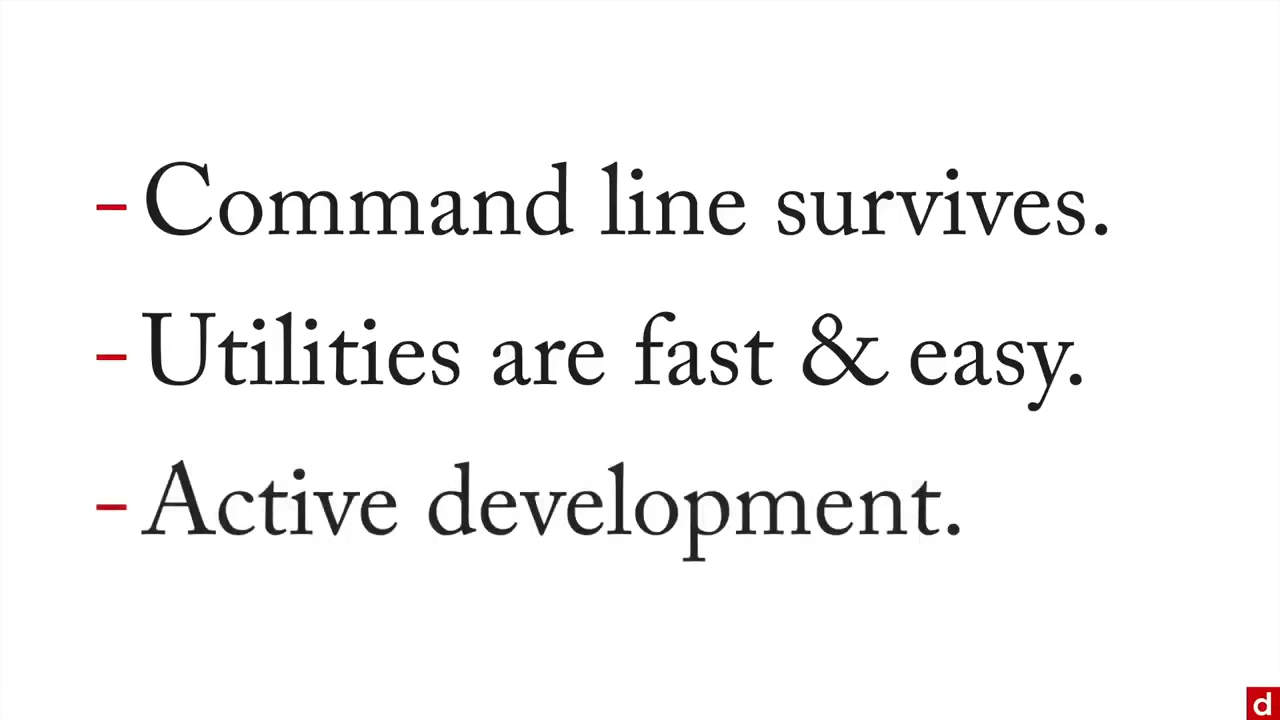 - Command line survives.
- Utilities are fast & easy.
- Active development.
d